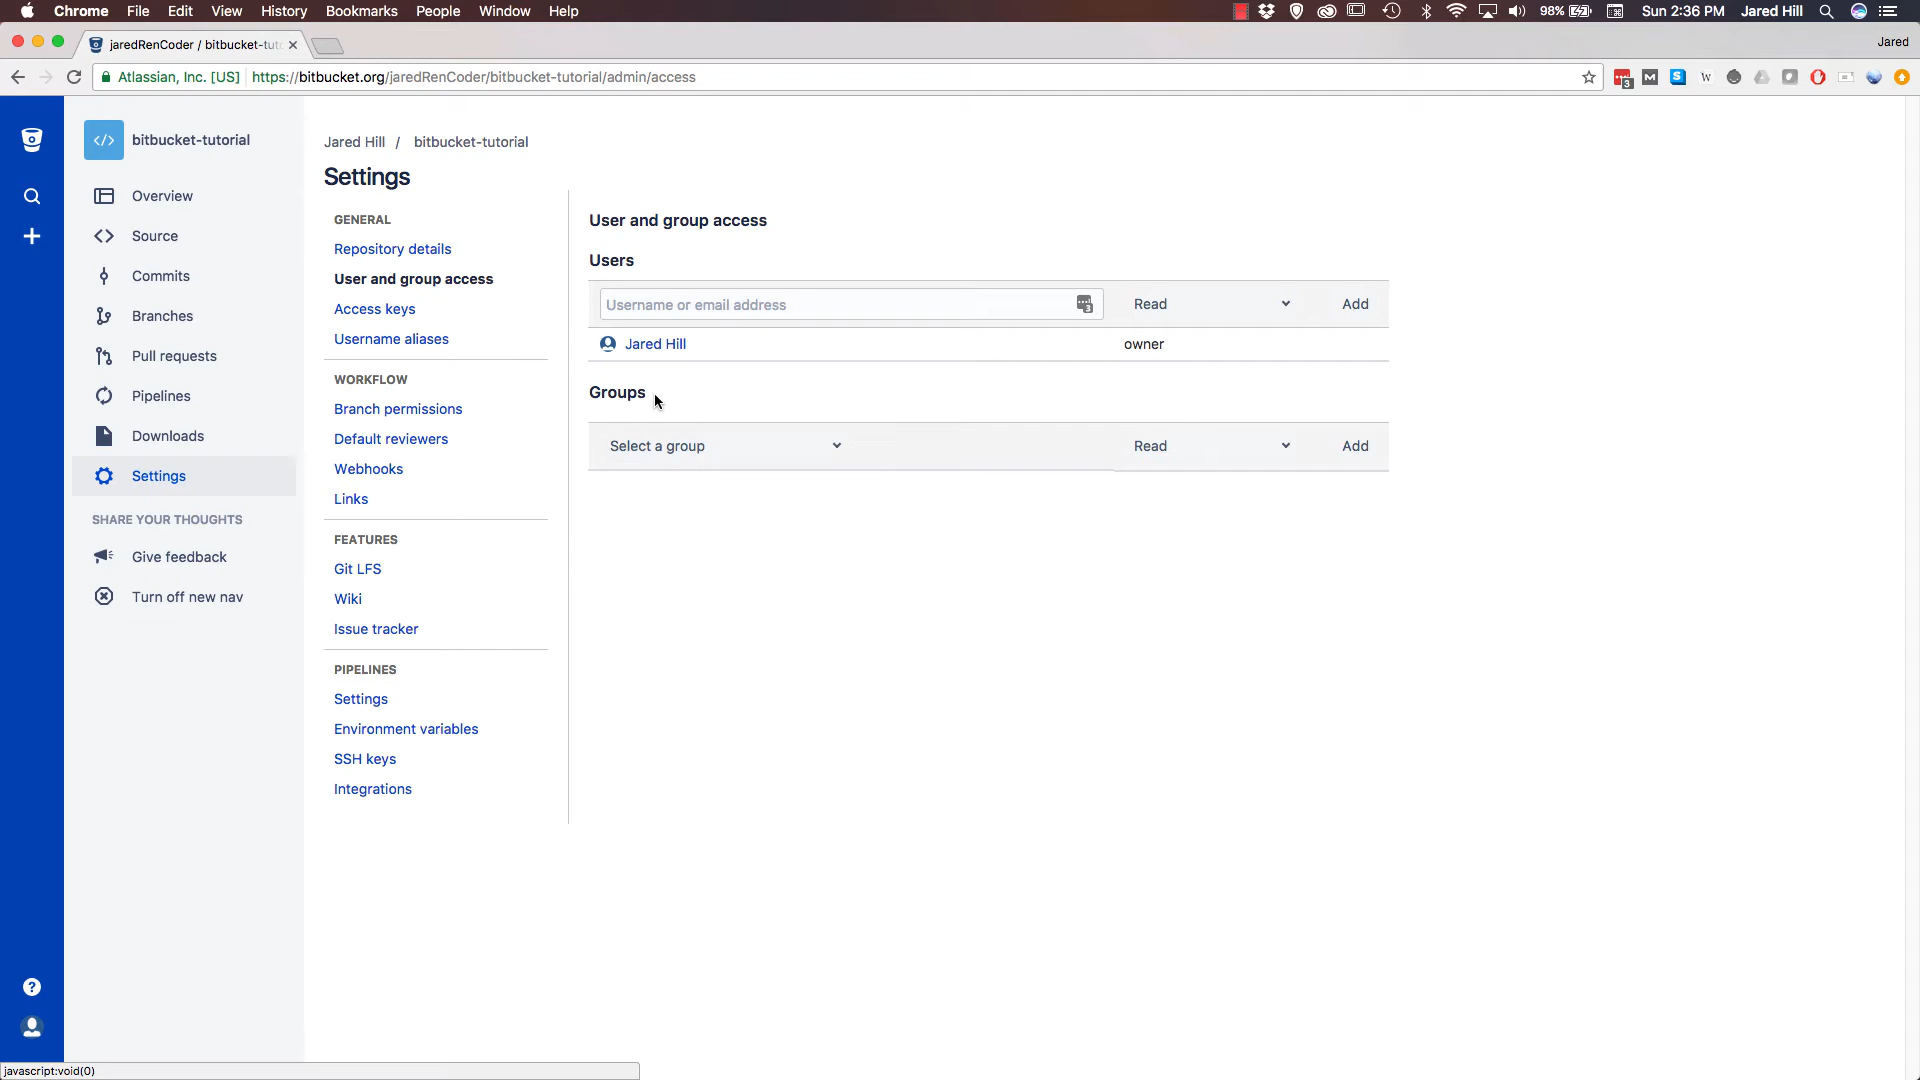 Chrome File Edit View History Bookmarks People Window Help 98% Sun 2:36 PM Jared Hill
jaredRenCoder / bitbucket-tut Jared
Atlassian, Inc. [US] https://bitbucket.org/jaredRenCoder/bitbucket-tutorial/admin/access
bitbucket-tutorial
Overview
Source
Commits
Branches
Pull requests
Pipelines
Downloads
Settings
SHARE YOUR THOUGHTS
Give feedback
Turn off new nav
Jared Hill / bitbucket-tutorial
Settings
GENERAL
Repository details
User and group access
Access keys
Username aliases
WORKFLOW
Branch permissions
Default reviewers
Webhooks
Links
FEATURES
Git LFS
Wiki
Issue tracker
PIPELINES
Settings
Environment variables
SSH keys
Integrations
User and group access
Users
Username or email address Read Add
Jared Hill owner
Groups
Select a group Read Add
javascript:void(0)